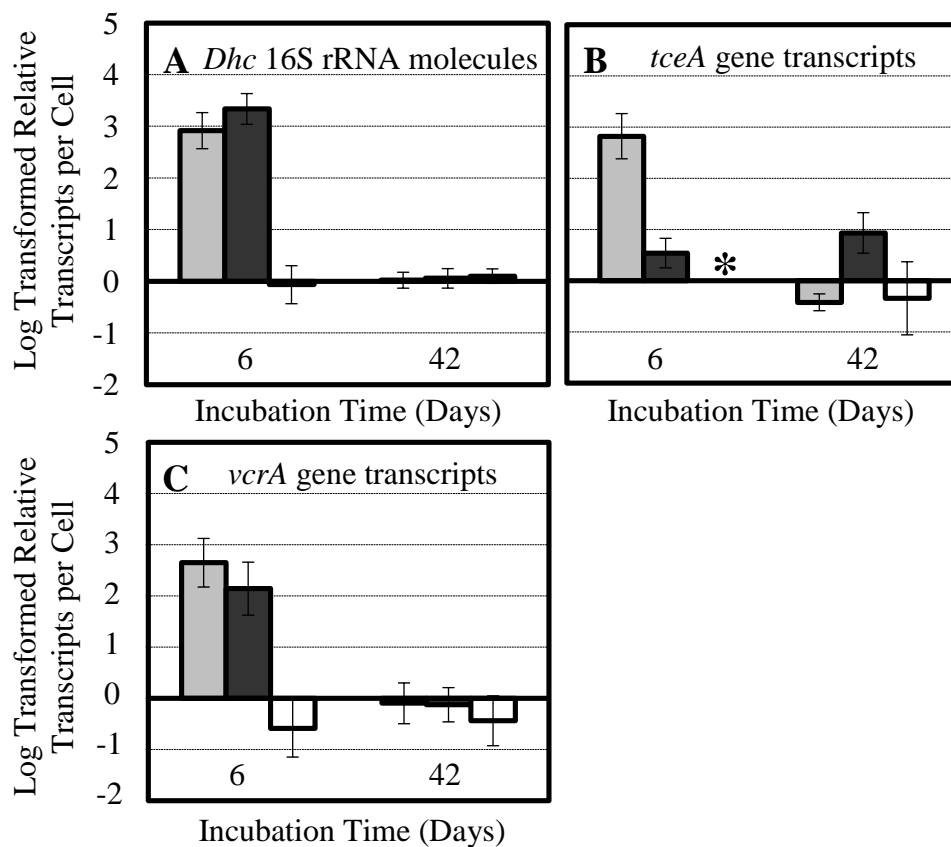 A Dhc 16S rRNA molecules
5
4
3
2
1
0
-1
-2
Log Transformed Relative
Transcripts per Cell
6 42
Incubation Time (Days)
B tceA gene transcripts
*
6 42
Incubation Time (Days)
C vcrA gene transcripts
5
4
3
2
1
0
-1
-2
Log Transformed Relative
Transcripts per Cell
6 42
Incubation Time (Days)